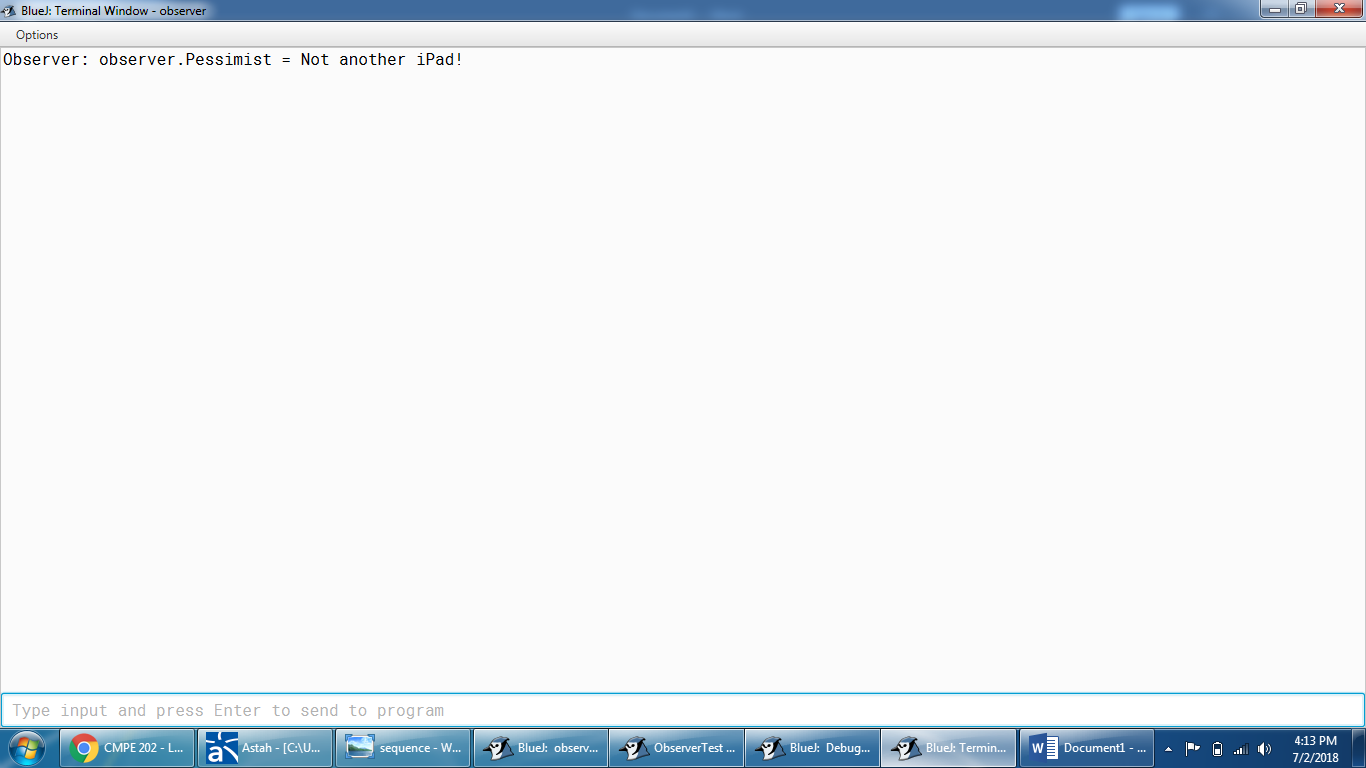 BlueJ: Terminal Window - observer
Options
Observer: observer.Pessimist = Not another iPad!
Type input and press Enter to send to program
CMPE 202 - L...
Astah - [C:\U...
sequence - W...
BlueJ: observ...
ObserverTest ...
BlueJ: Debug...
BlueJ: Termin...
Document1 - ...
4:13 PM
7/2/2018